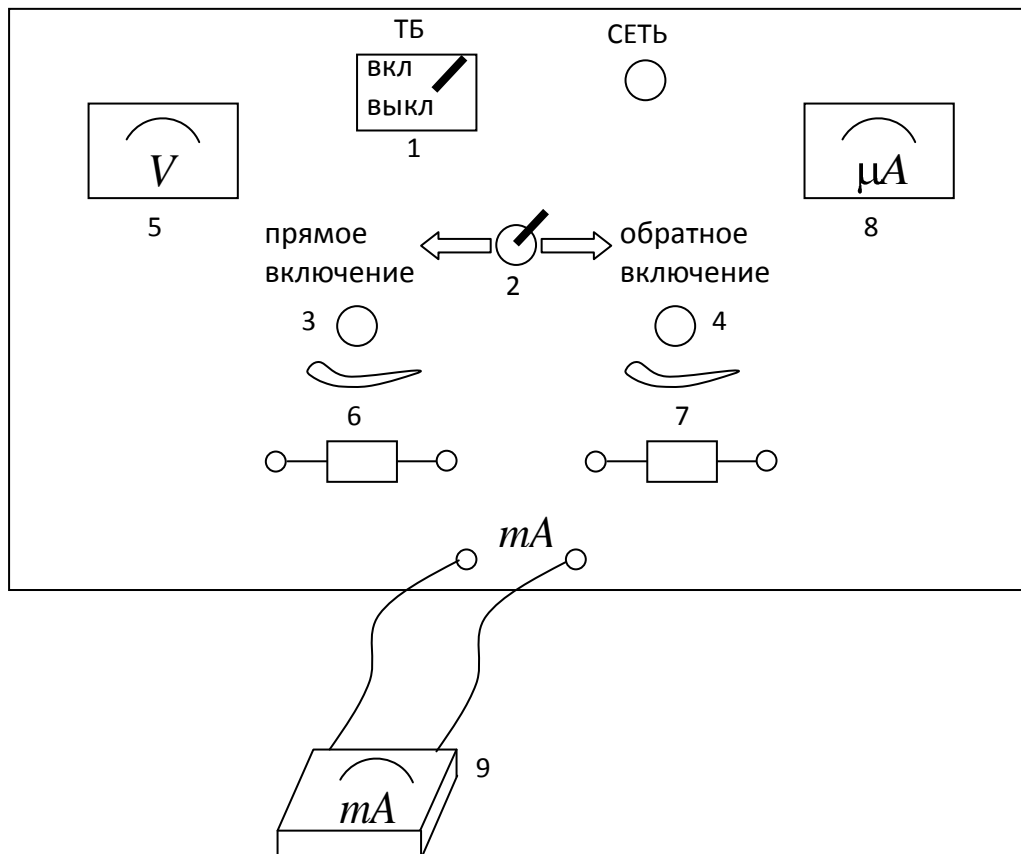 ТБ
СЕТЬ
вкл
выкл
1
V
5
μA
8
прямое
включение
2
обратное
включение
3
4
6
7
mA
9
mA